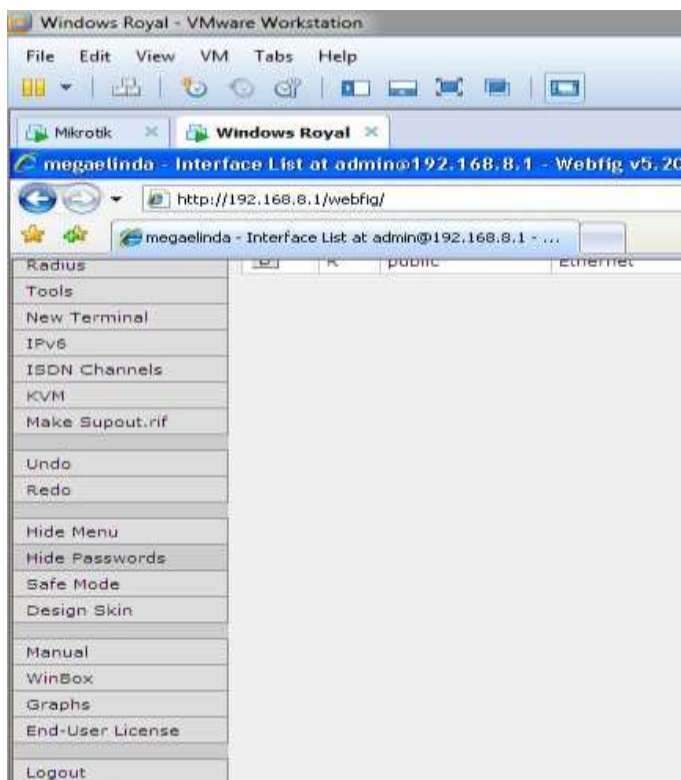 Windows Royal - VMware Workstation
File Edit View VM Tabs Help
Mikrotik Windows Royal
megaelinda - Interface List at admin@192.168.8.1 - Webfig v5.20
http://192.168.8.1/webfig/
megaelinda - Interface List at admin@192.168.8.1 - ...
Radius
R public Ethernet
Tools
New Terminal
IPv6
ISDN Channels
KVM
Make Supout.rif
Undo
Redo
Hide Menu
Hide Passwords
Safe Mode
Design Skin
Manual
WinBox
Graphs
End-User License
Logout